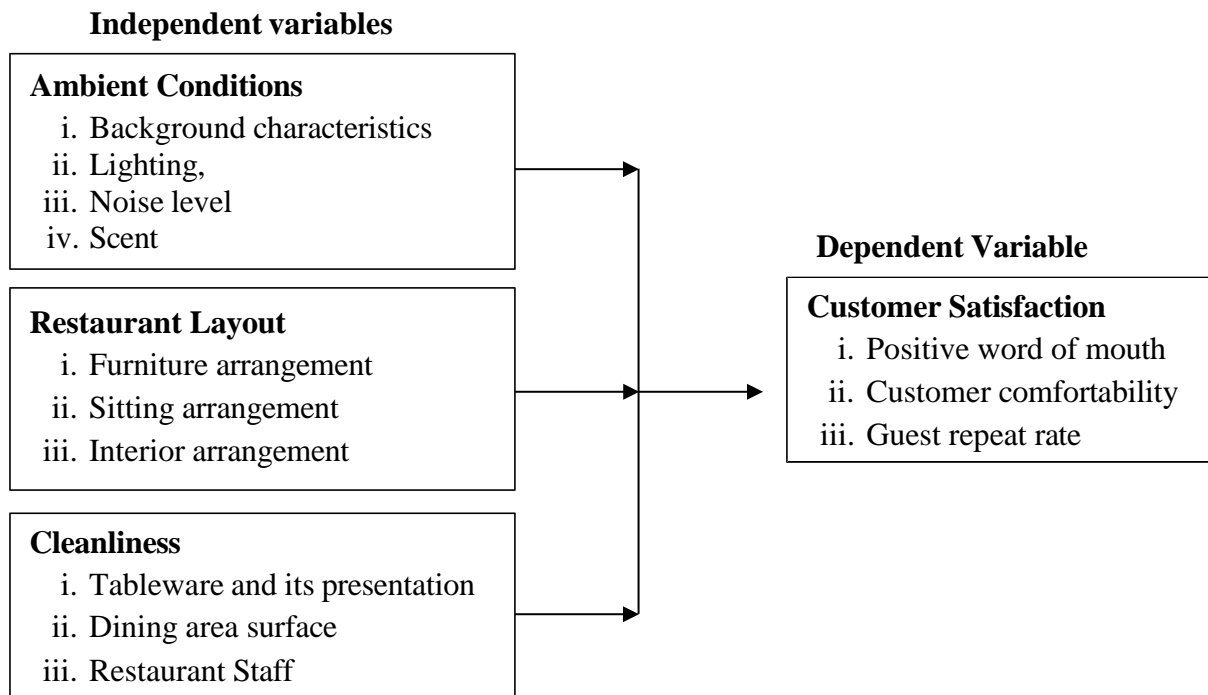 Independent variables
Ambient Conditions
i. Background characteristics
ii. Lighting,
iii. Noise level
iv. Scent
Restaurant Layout
i. Furniture arrangement
ii. Sitting arrangement
iii. Interior arrangement
Cleanliness
i. Tableware and its presentation
ii. Dining area surface
iii. Restaurant Staff
Dependent Variable
Customer Satisfaction
i. Positive word of mouth
ii. Customer comfortability
iii. Guest repeat rate